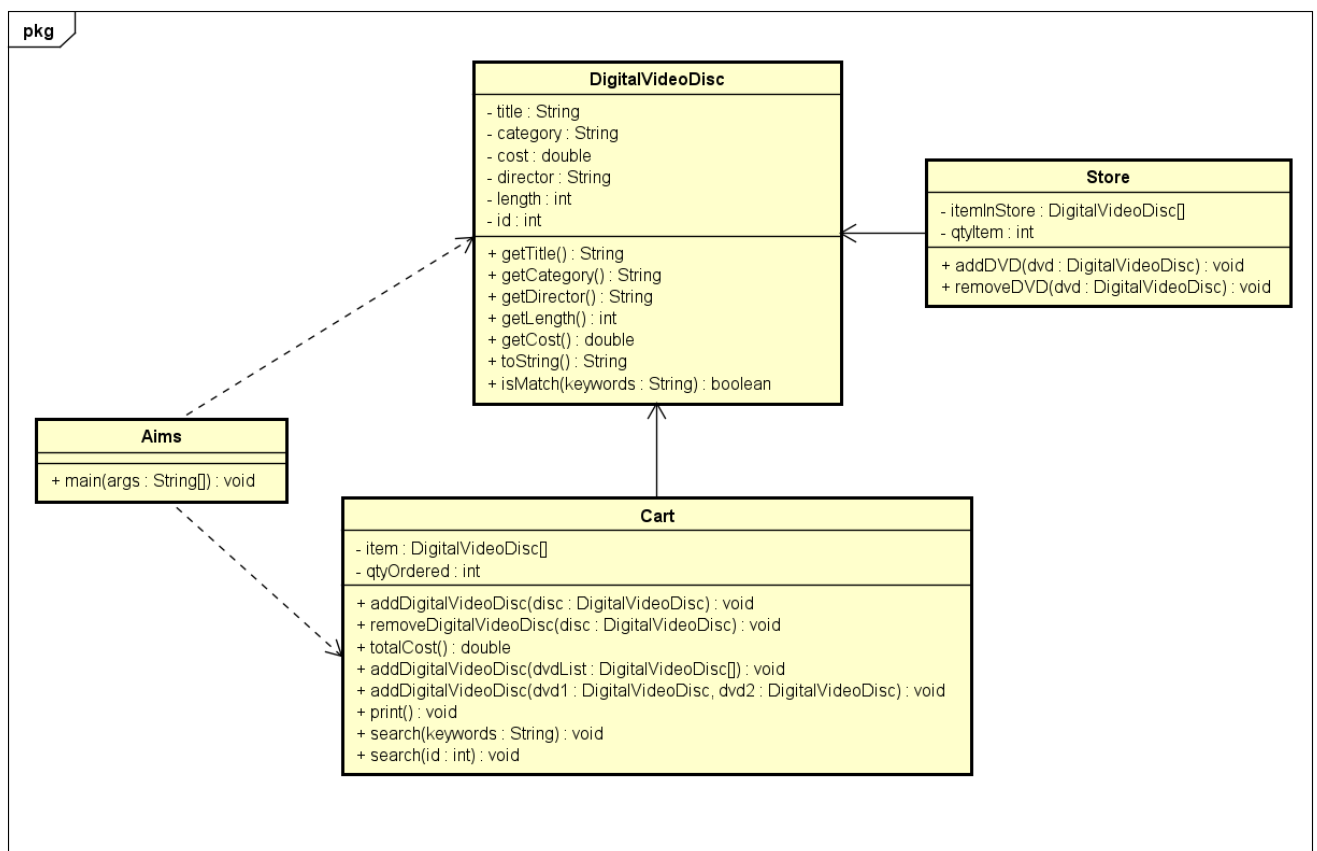 pkg
DigitalVideoDisc
- title : String
- category : String
- cost : double
- director : String
- length : int
- id : int
+ getTitle() : String
+ getCategory() : String
+ getDirector() : String
+ getLength() : int
+ getCost() : double
+ toString() : String
+ isMatch(keywords : String) : boolean
Store
- itemInStore : DigitalVideoDisc[]
- qtyItem : int
+ addDVD(dvd : DigitalVideoDisc) : void
+ removeDVD(dvd : DigitalVideoDisc) : void
Aims
+ main(args : String[]) : void
Cart
- item : DigitalVideoDisc[]
- qtyOrdered : int
+ addDigitalVideoDisc(disc : DigitalVideoDisc) : void
+ removeDigitalVideoDisc(disc : DigitalVideoDisc) : void
+ totalCost() : double
+ addDigitalVideoDisc(dvdList : DigitalVideoDisc[]) : void
+ addDigitalVideoDisc(dvd1 : DigitalVideoDisc, dvd2 : DigitalVideoDisc) : void
+ print() : void
+ search(keywords : String) : void
+ search(id : int) : void